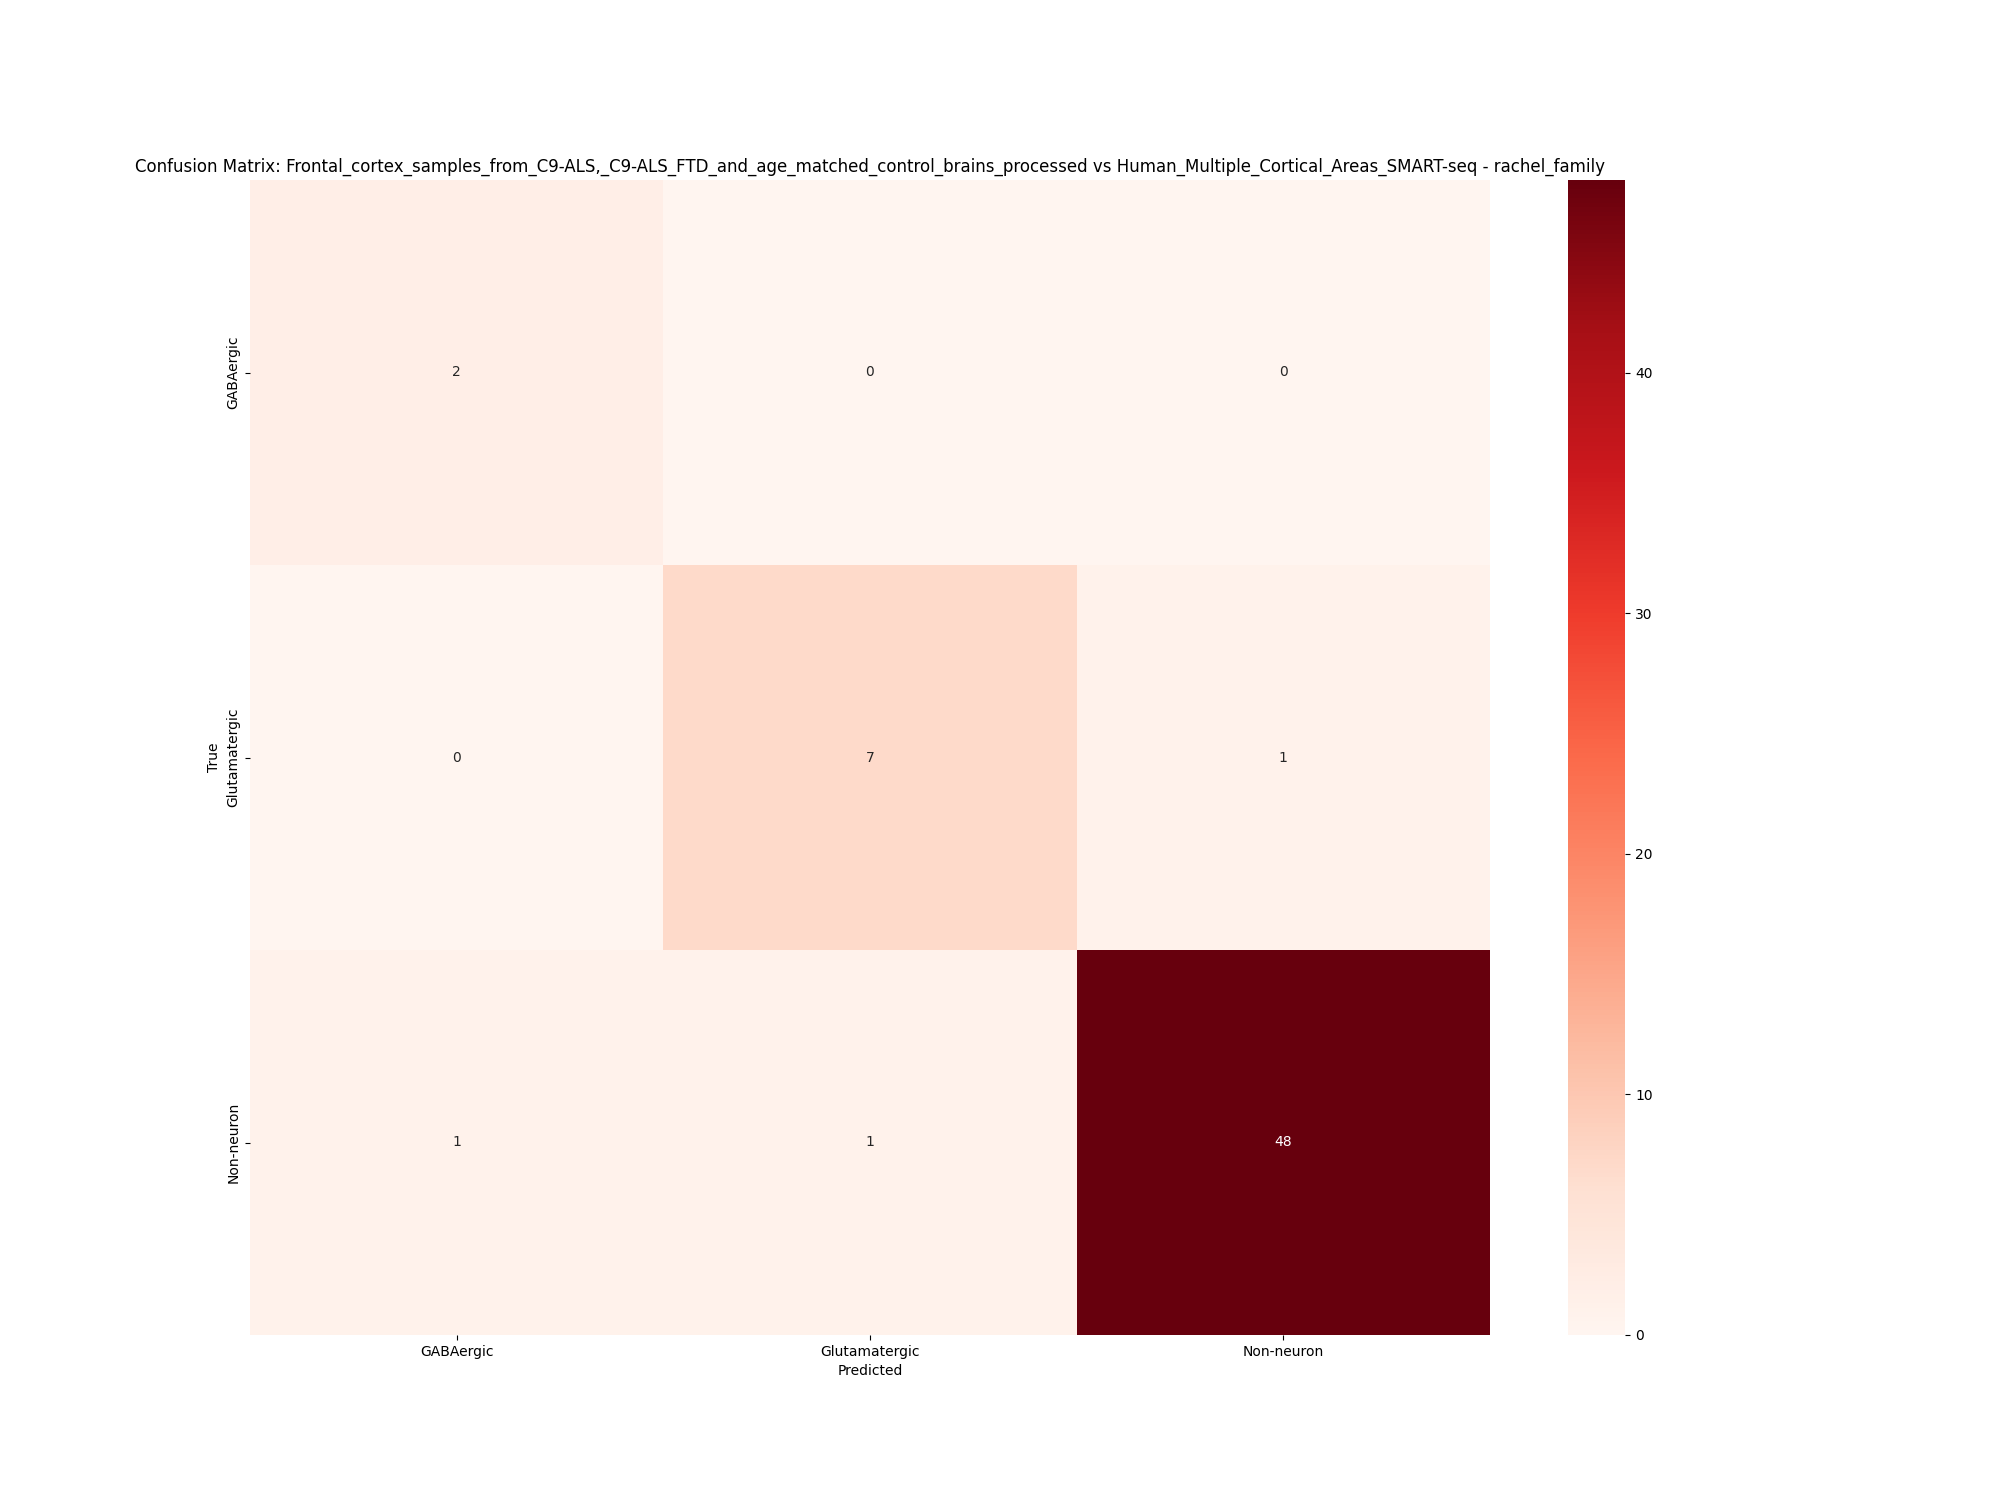 Confusion Matrix: Frontal_cortex_samples_from_C9-ALS,_C9-ALS_FTD_and_age_matched_control_brains_processed vs Human_Multiple_Cortical_Areas_SMART-seq - rachel_family
True
GABAergic
2
0
0
Glutamatergic
0
7
1
Non-neuron
1
1
48
GABAergic
Glutamatergic
Non-neuron
Predicted
40
30
20
10
0